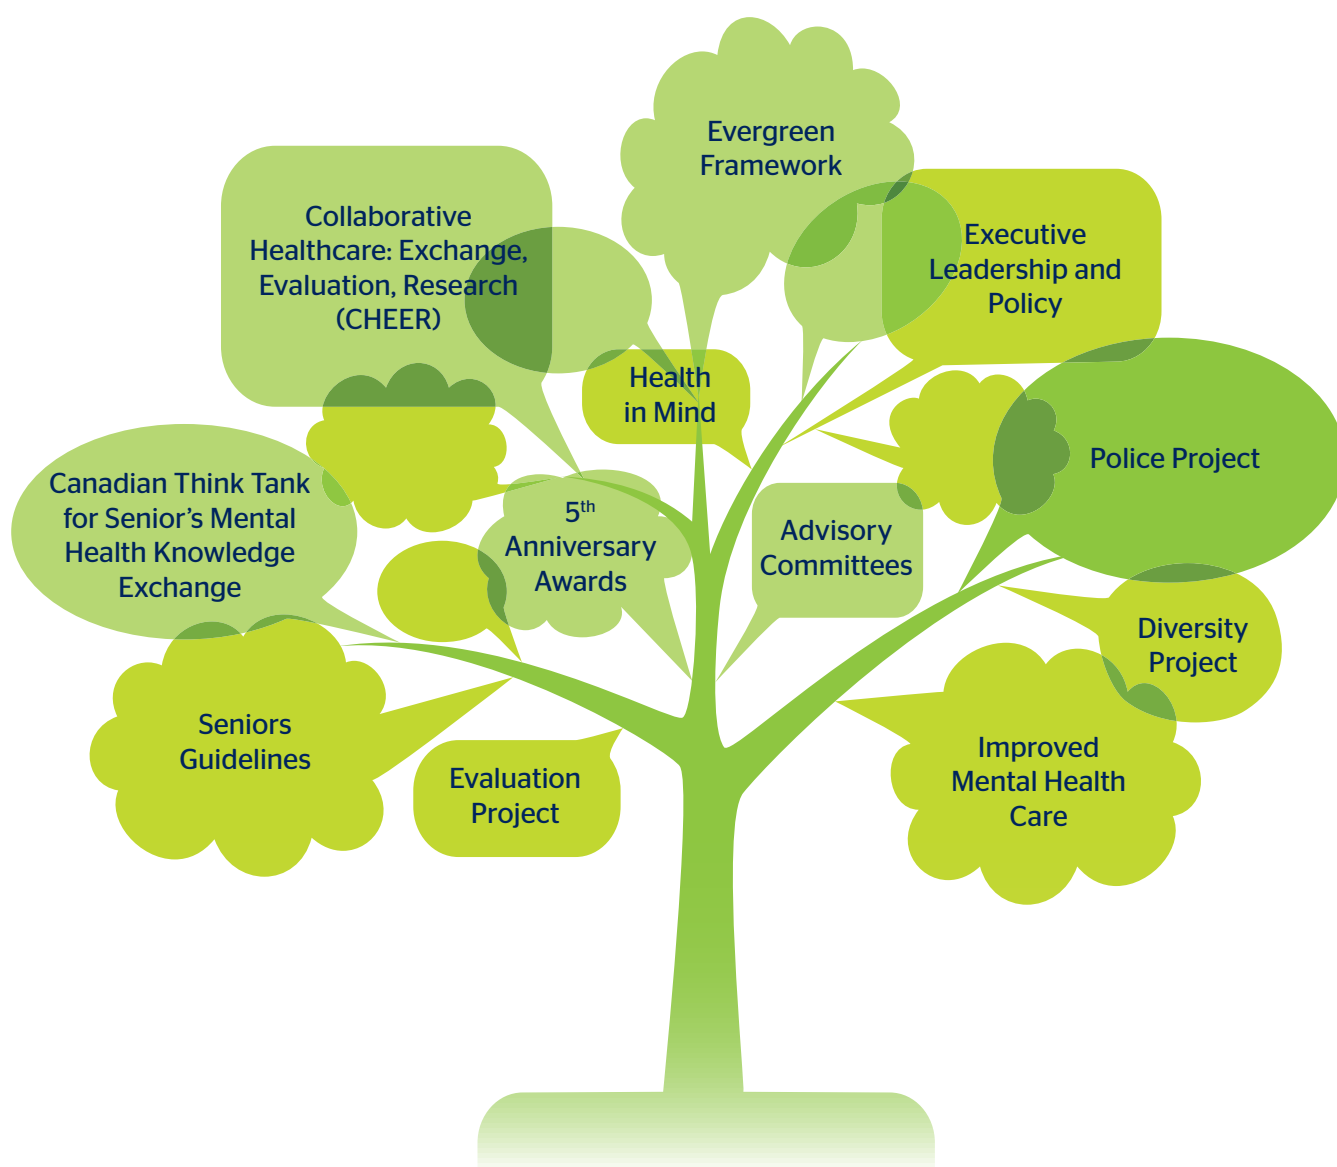 Evergreen
Framework
Collaborative
Healthcare: Exchange,
Evaluation, Research
(CHEER)
Executive
Leadership and
Policy
Health
in Mind
Police Project
Canadian Think Tank
for Senior's Mental
Health Knowledge
Exchange
5th
Anniversary
Awards
Advisory
Committees
Diversity
Project
Seniors
Guidelines
Evaluation
Project
Improved
Mental Health
Care